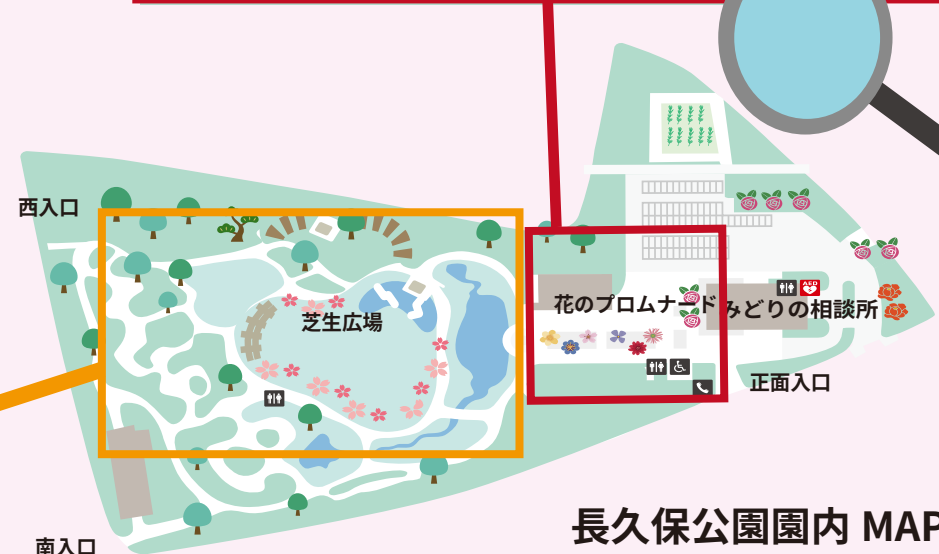 西入口
芝生広場
花のプロムナード
AED
みどりの相談所
正面入口
長久保公園園内 MAP
南入口